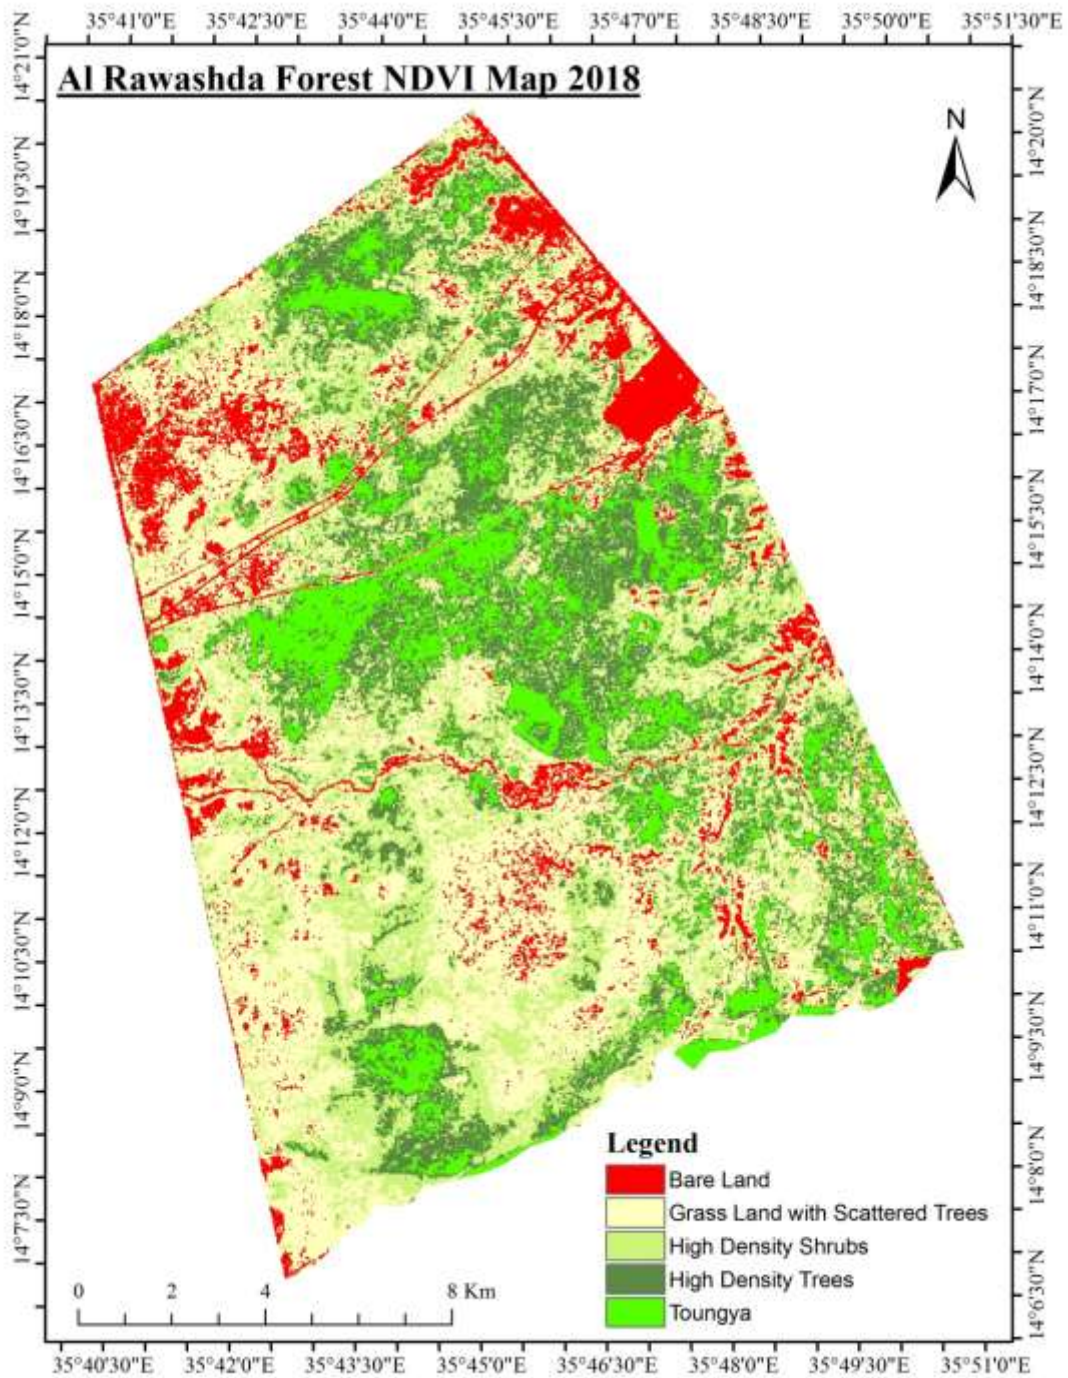 35°41'0"E 35°42'30"E 35°44'0"E 35°45'30"E 35°47'0"E 35°48'30"E 35°50'0"E 35°51'30"E
Al Rawashda Forest NDVI Map 2018
N
14°21'0"N
14°19'30"N
14°18'0"N
14°16'30"N
14°15'0"N
14°13'30"N
14°12'0"N
14°10'30"N
14°9'0"N
14°7'30"N
14°20'0"N
14°18'30"N
14°17'0"N
14°15'30"N
14°14'0"N
14°12'30"N
14°11'0"N
14°9'30"N
14°8'0"N
14°6'30"N
Legend
Bare Land
Grass Land with Scattered Trees
High Density Shrubs
High Density Trees
Toungya
0 2 4 8 Km
35°40'30"E 35°42'0"E 35°43'30"E 35°45'0"E 35°46'30"E 35°48'0"E 35°49'30"E 35°51'0"E